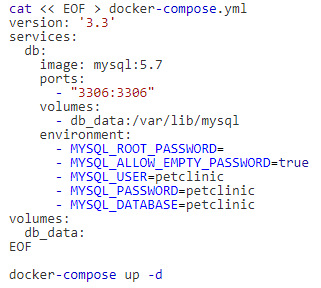 cat << EOF > docker-compose.yml
version: '3.3'
services:
  db:
    image: mysql:5.7
    ports:
      - "3306:3306"
    volumes:
      - db_data:/var/lib/mysql
    environment:
      - MYSQL_ROOT_PASSWORD=
      - MYSQL_ALLOW_EMPTY_PASSWORD=true
      - MYSQL_USER=petclinic
      - MYSQL_PASSWORD=petclinic
      - MYSQL_DATABASE=petclinic
volumes:
  db_data:
EOF

docker-compose up -d